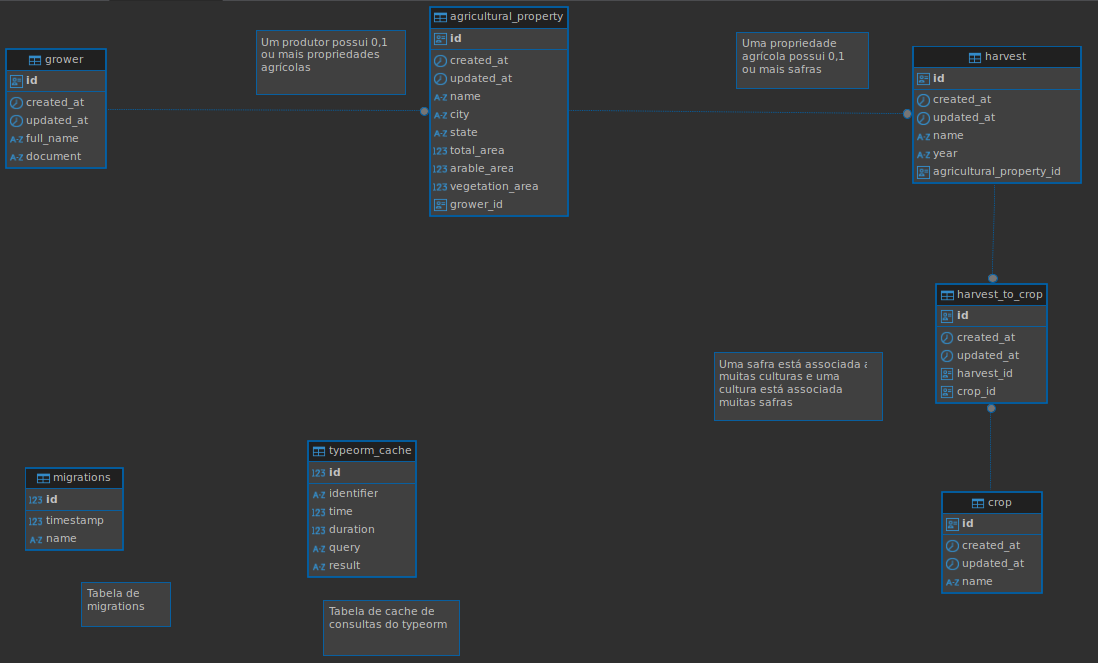 grower
id
created_at
updated_at
full_name
document
Um produtor possui 0,1
ou mais propriedades
agrícolas
agricultural_property
id
created_at
updated_at
name
city
state
total_area
arable_area
vegetation_area
grower_id
Uma propriedade
agrícola possui 0,1
ou mais safras
harvest
id
created_at
updated_at
name
year
agricultural_property_id
harvest_to_crop
id
created_at
updated_at
harvest_id
crop_id
Uma safra está associada a
muitas culturas e uma
cultura está associada
muitas safras
crop
id
created_at
updated_at
name
migrations
id
timestamp
name
Tabela de
migrations
typeorm_cache
id
identifier
time
duration
query
result
Tabela de cache de
consultas do typeorm